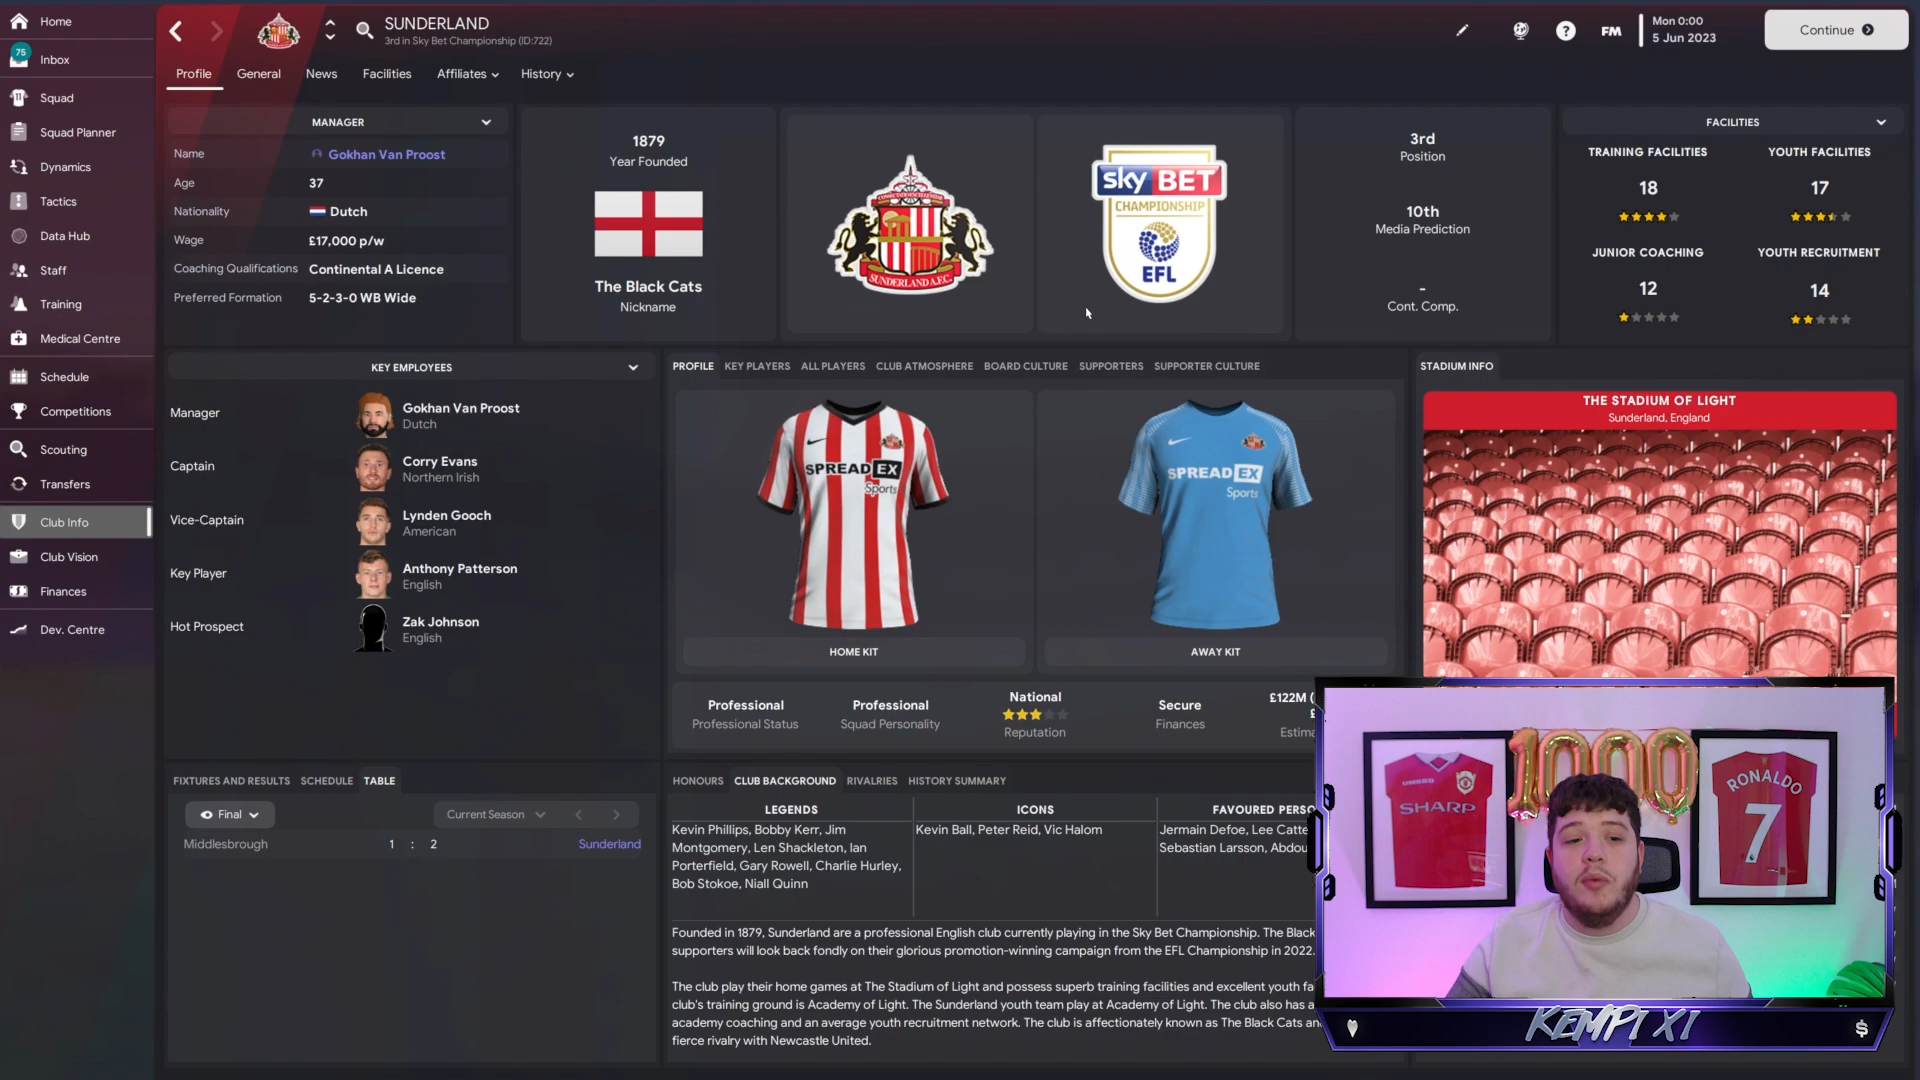 Home
Inbox
75
Squad
Squad Planner
Dynamics
Tactics
Data Hub
Staff
Training
Medical Centre
Schedule
Competitions
Scouting
Transfers
Club Info
Club Vision
Finances
Dev. Centre
SUNDERLAND
3rd in Sky Bet Championship (ID:722)
FM
Mon 0:00
5 Jun 2023
Continue
Profile General News Facilities Affiliates History
MANAGER
Name Gokhan Van Proost
Age 37
Nationality Dutch
Wage £17,000 p/w
Coaching Qualifications Continental A Licence
Preferred Formation 5-2-3-0 WB Wide
1879
Year Founded
The Black Cats
Nickname
SUNDERLAND A.F.C.
sky BET
CHAMPIONSHIP
EFL
3rd
Position
10th
Media Prediction
-
Cont. Comp.
FACILITIES
TRAINING FACILITIES YOUTH FACILITIES
18 17
JUNIOR COACHING YOUTH RECRUITMENT
12 14
KEY EMPLOYEES
Manager Gokhan Van Proost
Dutch
Captain Corry Evans
Northern Irish
Vice-Captain Lynden Gooch
American
Key Player Anthony Patterson
English
Hot Prospect Zak Johnson
English
PROFILE KEY PLAYERS ALL PLAYERS CLUB ATMOSPHERE BOARD CULTURE SUPPORTERS SUPPORTER CULTURE
SPREADEX
Sports
SPREADEX
Sports
HOME KIT AWAY KIT
Professional
Professional Status
Professional
Squad Personality
National
Reputation
Secure
Finances
£122M (
£
Estima
STADIUM INFO
THE STADIUM OF LIGHT
Sunderland, England
FIXTURES AND RESULTS SCHEDULE TABLE
Final Current Season
Middlesbrough 1 : 2 Sunderland
HONOURS CLUB BACKGROUND RIVALRIES HISTORY SUMMARY
LEGENDS
Kevin Phillips, Bobby Kerr, Jim
Montgomery, Len Shackleton, Ian
Porterfield, Gary Rowell, Charlie Hurley,
Bob Stokoe, Niall Quinn
ICONS
Kevin Ball, Peter Reid, Vic Halom
FAVOURED PERSO
Jermain Defoe, Lee Catte
Sebastian Larsson, Abdou
Founded in 1879, Sunderland are a professional English club currently playing in the Sky Bet Championship. The Black
supporters will look back fondly on their glorious promotion-winning campaign from the EFL Championship in 2022.
The club play their home games at The Stadium of Light and possess superb training facilities and excellent youth fa
club's training ground is Academy of Light. The Sunderland youth team play at Academy of Light. The club also has a
academy coaching and an average youth recruitment network. The club is affectionately known as The Black Cats an
fierce rivalry with Newcastle United.
1000
UMBRO
SHARP
RONALDO
7
KEMPI XI
$